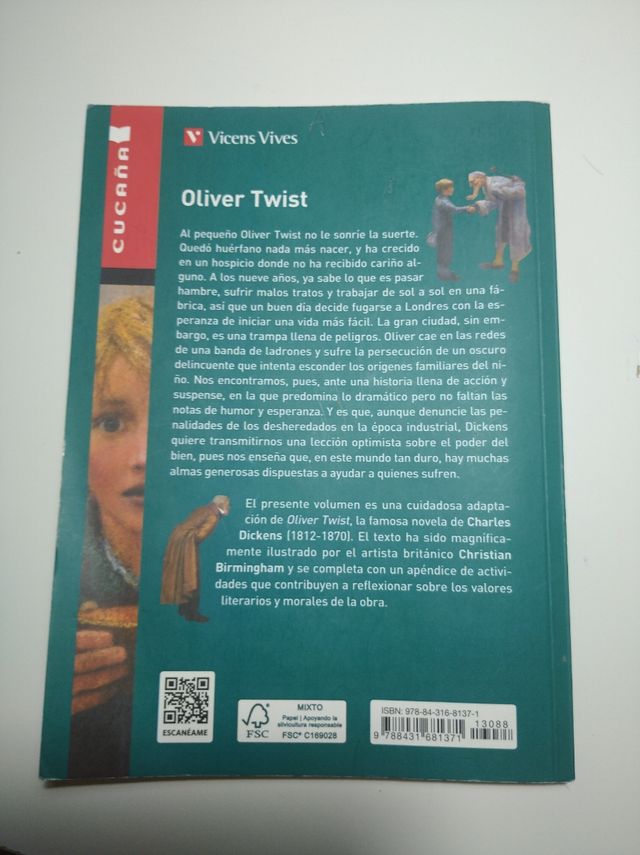 CUCAÑA
Vicens Vives
Oliver Twist
Al pequeño Oliver Twist no le sonríe la suerte.
Quedó huérfano nada más nacer, y ha crecido
en un hospicio donde no ha recibido cariño al-
guno. A los nueve años, ya sabe lo que es pasar
hambre, sufrir malos tratos y trabajar de sol a sol en una fá-
brica, así que un buen día decide fugarse a Londres con la es-
peranza de iniciar una vida más fácil. La gran ciudad, sin em-
bargo, es una trampa llena de peligros. Oliver cae en las redes
de una banda de ladrones y sufre la persecución de un oscuro
delincuente que intenta esconder los orígenes familiares del ni-
ño. Nos encontramos, pues, ante una historia llena de acción y
suspense, en la que predomina lo dramático pero no faltan las
notas de humor y esperanza. Y es que, aunque denuncie las pe-
nalidades de los desheredados en la época industrial, Dickens
quiere transmitirnos una lección optimista sobre el poder del
bien, pues nos enseña que, en este mundo tan duro, hay muchas
almas generosas dispuestas a ayudar a quienes sufren.
El presente volumen es una cuidadosa adapta-
ción de Oliver Twist, la famosa novela de Charles
Dickens (1812-1870). El texto ha sido magnífica-
mente ilustrado por el artista británico Christian
Birmingham y se completa con un apéndice de activi-
dades que contribuyen a reflexionar sobre los valores
literarios y morales de la obra.
ESCANÉAME
FSC
MIXTO
Papel | Apoyando la
silvicultura responsable
FSC® C169028
ISBN: 978-84-316-8137-1
13088
9 788431 681371